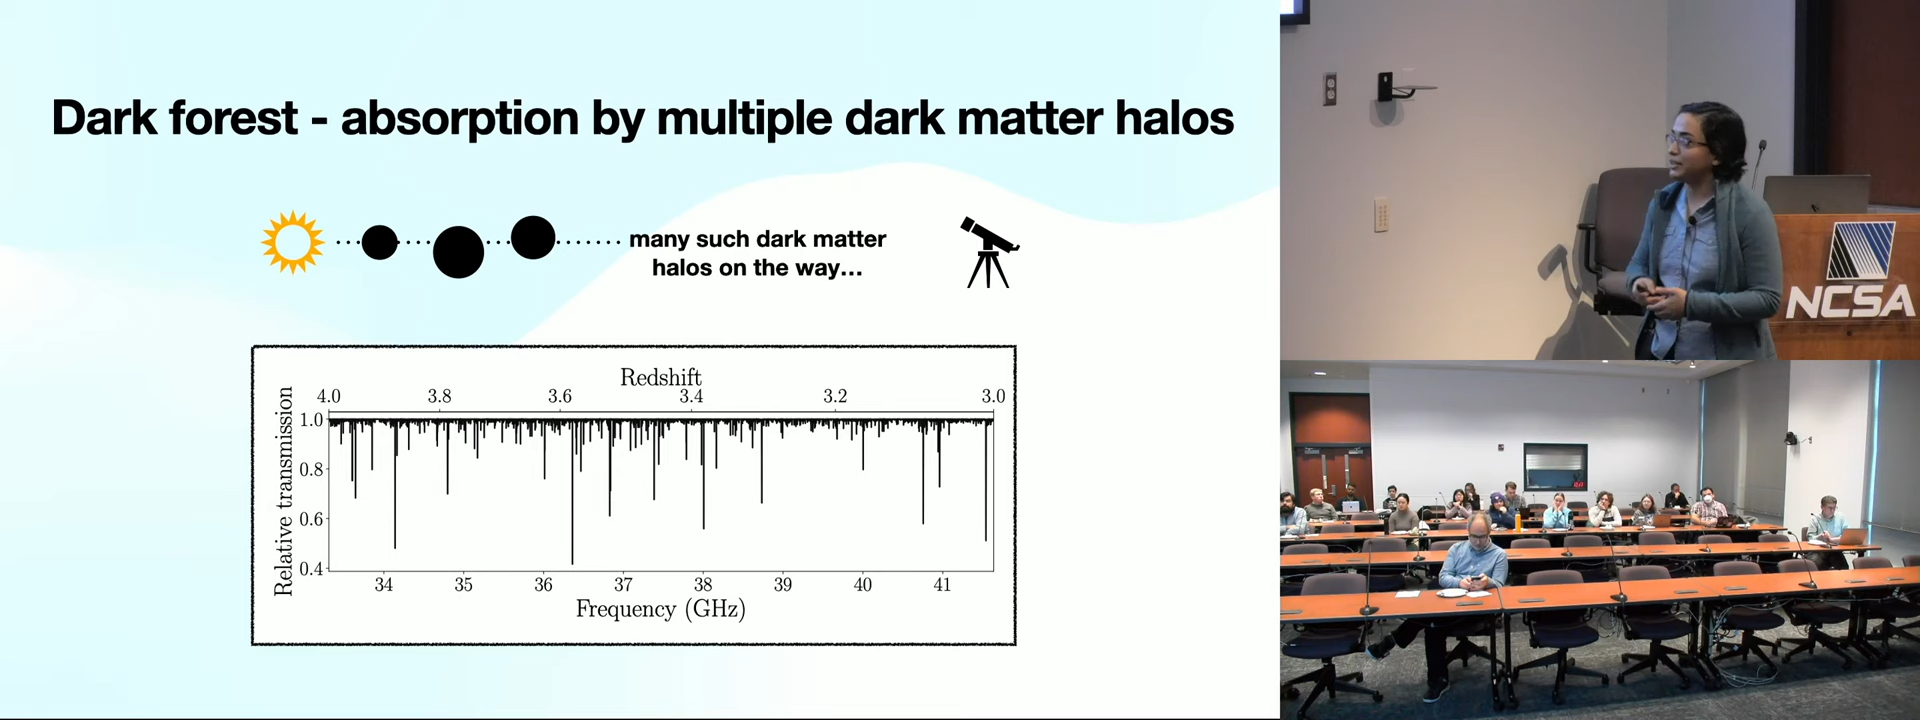 Dark forest - absorption by multiple dark matter halos
many such dark matter
halos on the way...
Redshift
4.0 3.8 3.6 3.4 3.2 3.0
Relative transmission
1.0
0.8
0.6
0.4
34 35 36 37 38 39 40 41
Frequency (GHz)
NCSA